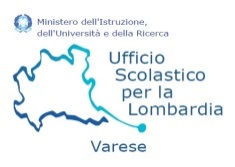 Ministero dell'Istruzione,
dell'Università e della Ricerca
Ufficio
Scolastico
per la
Lombardia
Varese